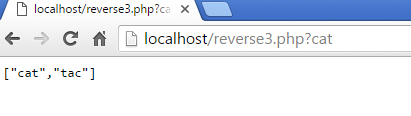 localhost/reverse3.php?ca
localhost/reverse3.php?cat
["cat","tac"]